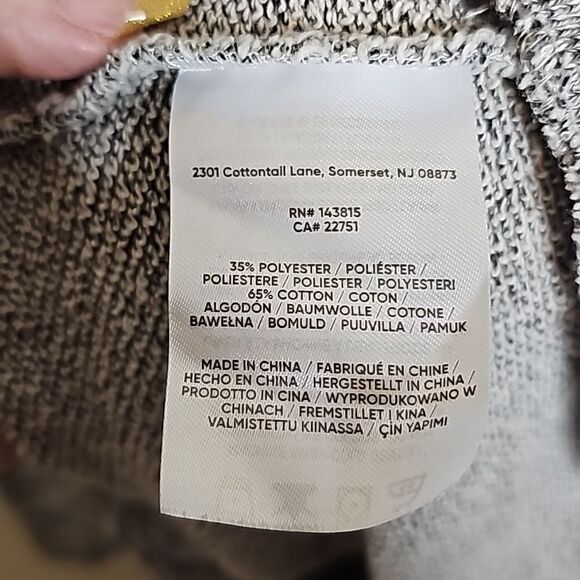 2301 Cottontail Lane, Somerset, NJ 08873
RN# 143815
CA# 22751
35% POLYESTER / POLIÉSTER /
POLIESTERE / POLIESTER / POLYESTERI
65% COTTON / COTON /
ALGODÓN / BAUMWOLLE / COTONE /
BAWEŁNA / BOMULD / PUUVILLA / PAMUK
MADE IN CHINA / FABRIQUÉ EN CHINE /
HECHO EN CHINA / HERGESTELLT IN CHINA /
PRODOTTO IN CINA / WYPRODUKOWANO W
CHINACH / FREMSTILLET I KINA /
VALMISTETTU KIINASSA / ÇİN YAPIMI